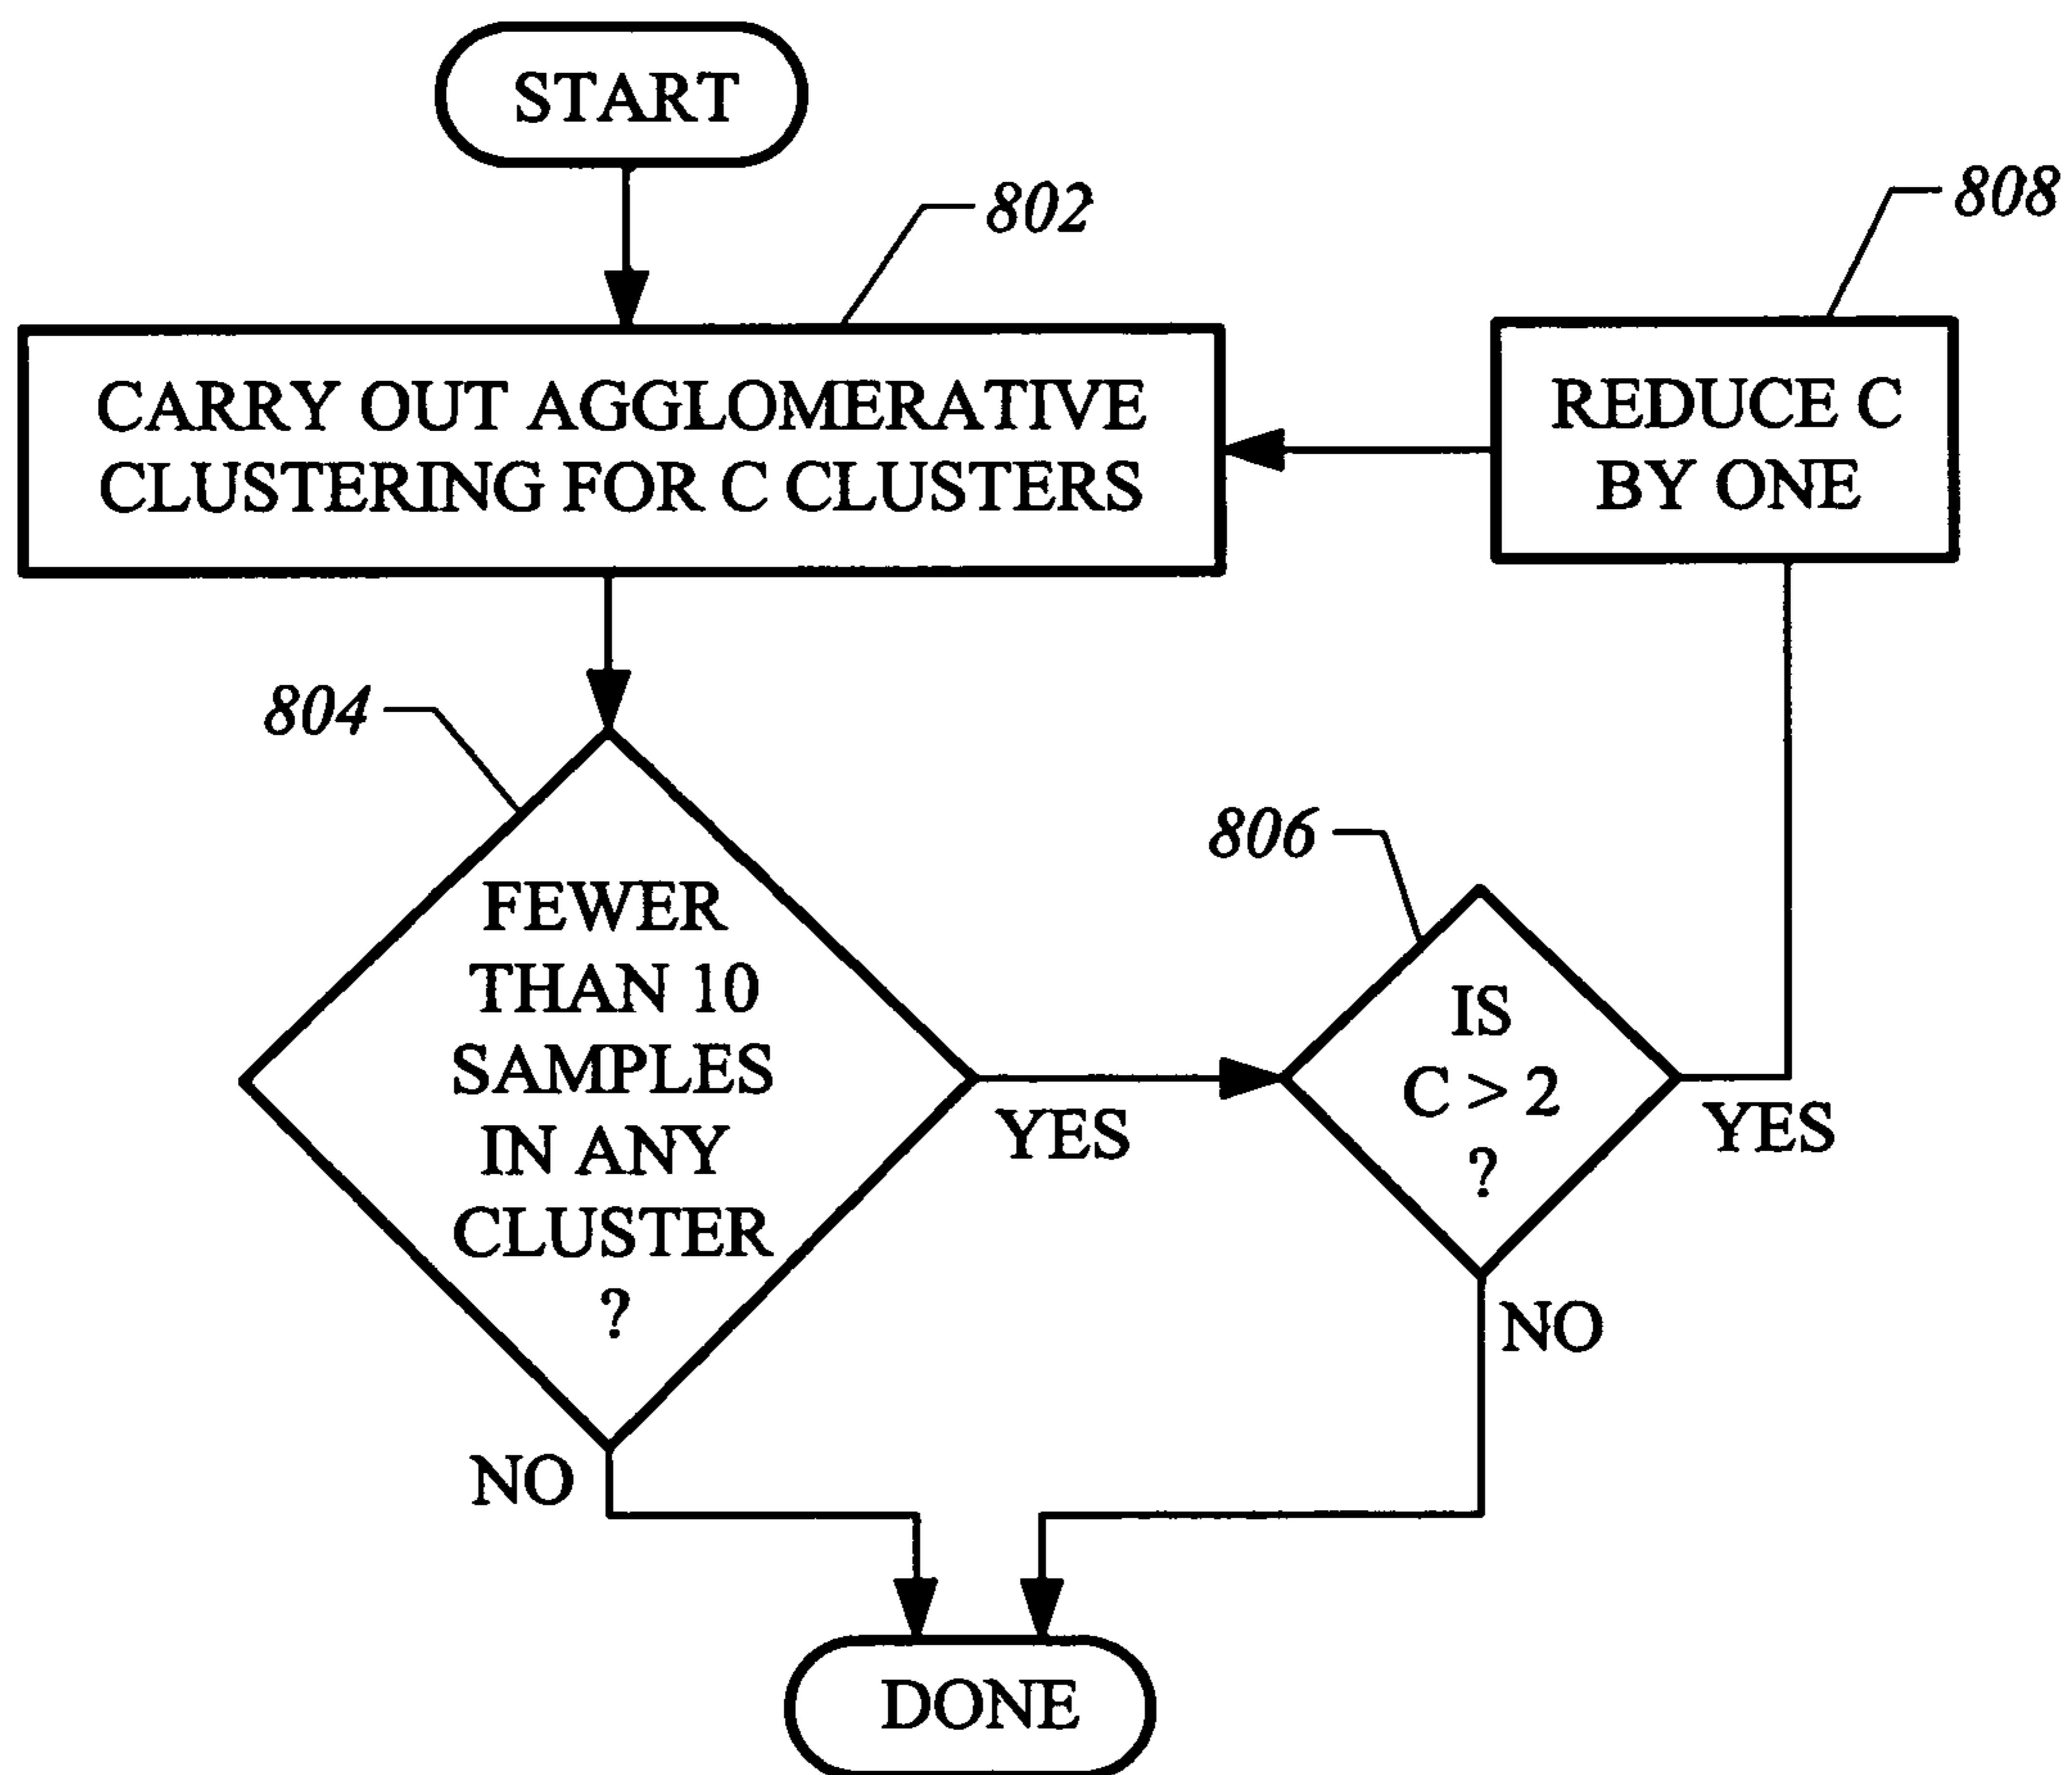 START
802
808
CARRY OUT AGGLOMERATIVE
CLUSTERING FOR C CLUSTERS
REDUCE C
BY ONE
804
FEWER
THAN 10
SAMPLES
IN ANY
CLUSTER
?
YES
806
IS
C > 2
?
YES
NO
NO
DONE